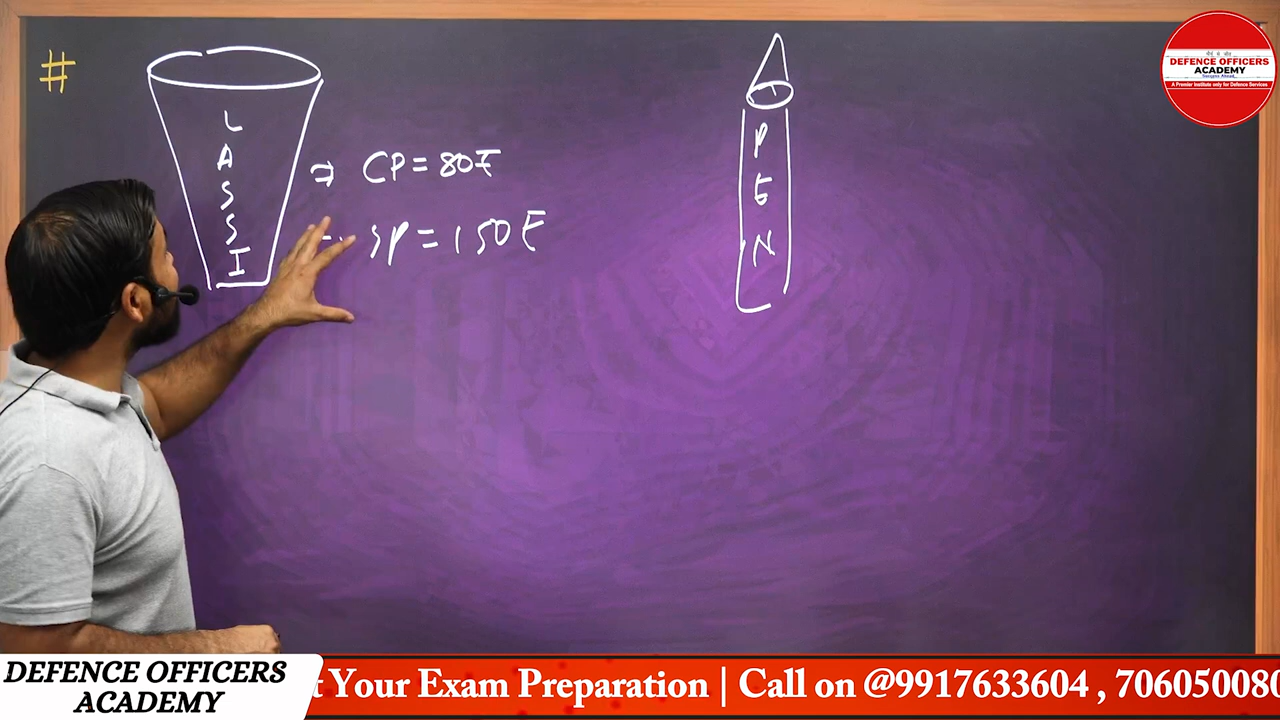 #
LASSI
⇒ CP = 80₹
SP = 150₹
PEN
DEFENCE OFFICERS
ACADEMY
A Premier Institute only for Defence Services
DEFENCE OFFICERS
ACADEMY
t Your Exam Preparation | Call on @9917633604 , 706050080